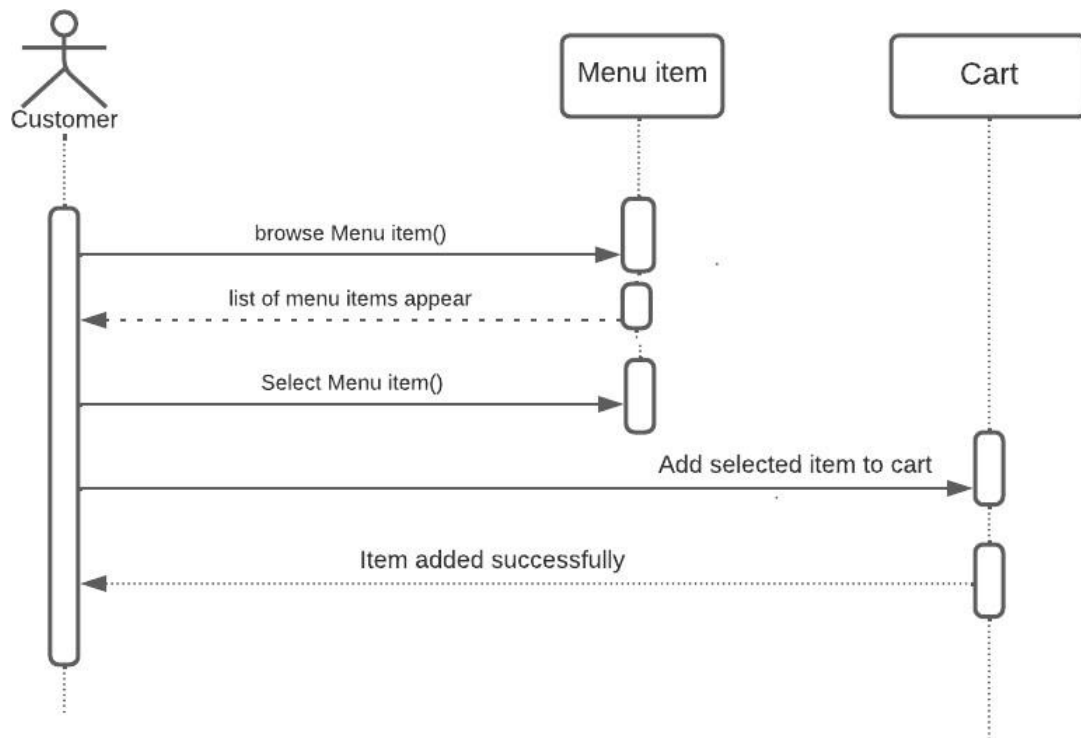 Customer
Menu item
Cart
browse Menu item()
list of menu items appear
Select Menu item()
Add selected item to cart
Item added successfully